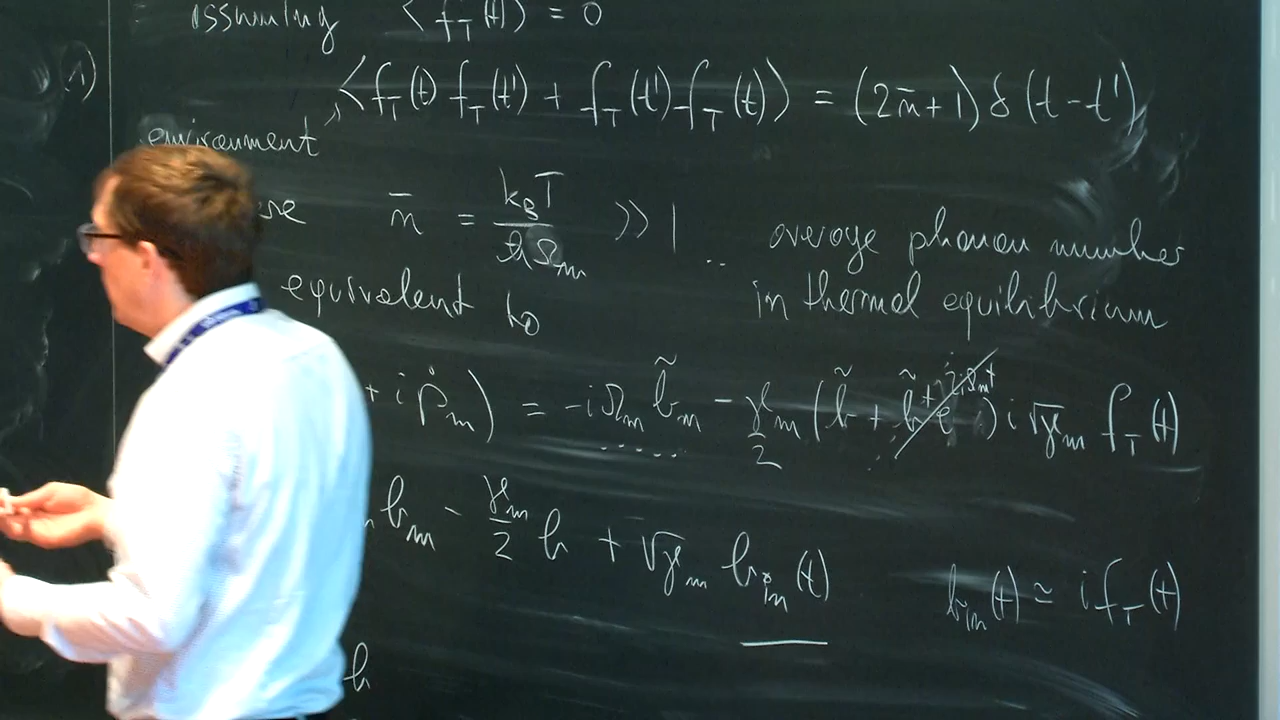 assuming ⟨f_T(t)⟩ = 0
(1)
⟨f_T(t) f_T(t') + f_T(t') f_T(t)⟩ = (2n̄+1) δ(t-t')
environment
n̄ = k_B T / ħΩ_m >> 1 .. average phonon number
in thermal equilibrium
equivalent to
+ i ṗ_m) = -iΩ_m b̃_m - γ_m/2 (b̃ + b̃⁺ e^{2iΩ_m t}) i √γ_m f_T(t)
b_m - γ_m/2 b + √γ_m b_in(t)
b_in(t) ≃ i f_T(t)
b